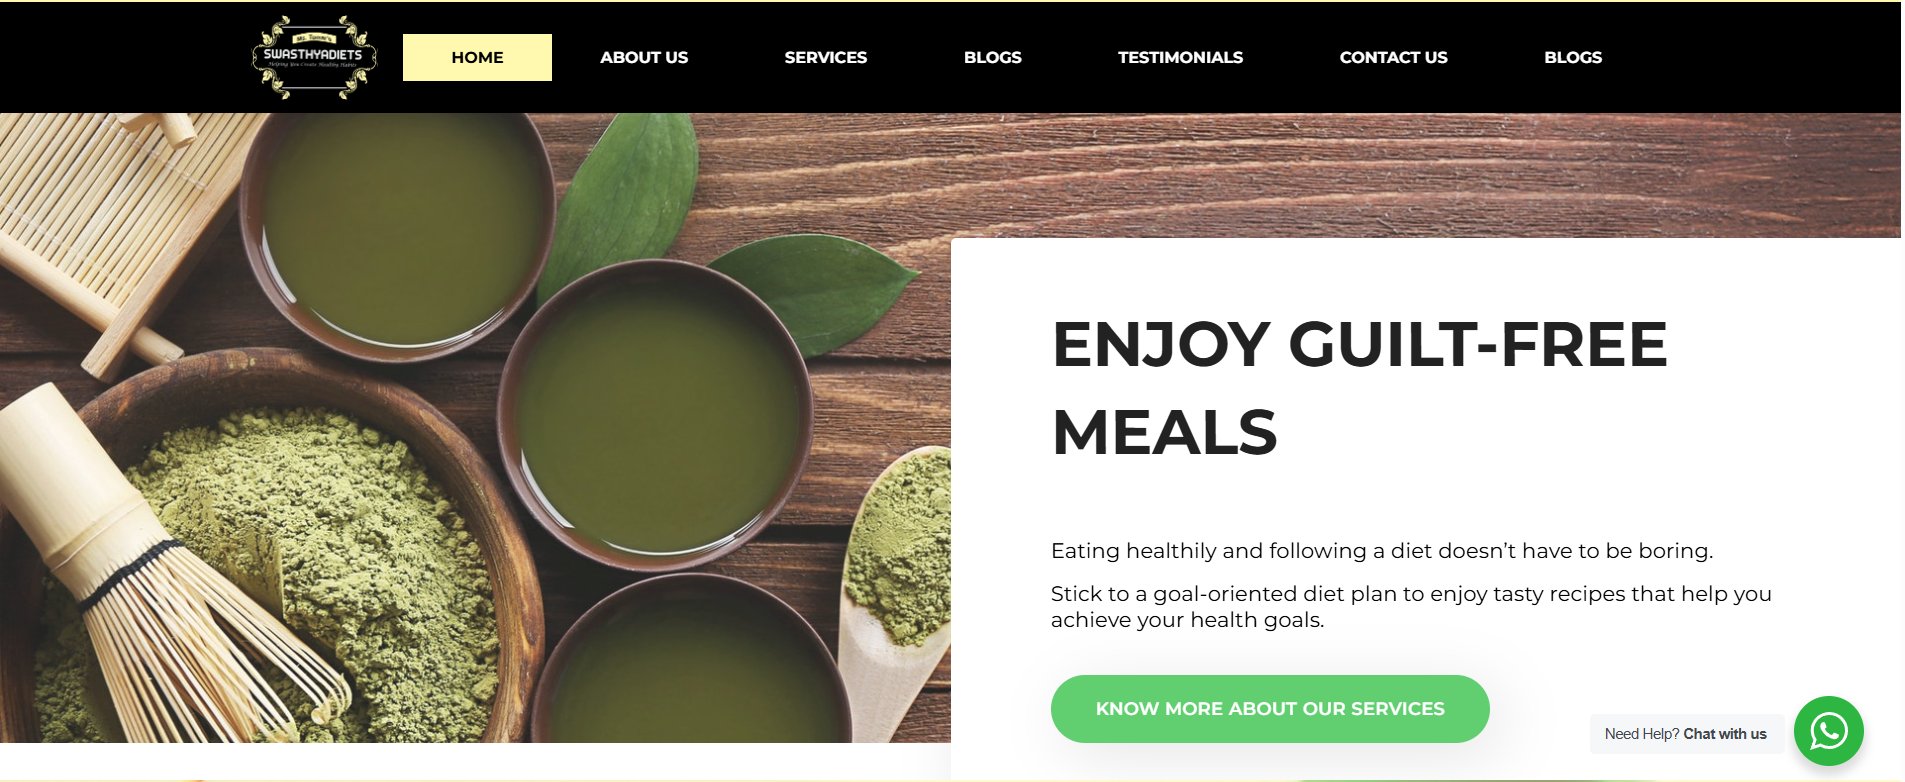 Ms. Tomar's
SWASTHYADIETS
Helping You Create Healthy Habits
HOME
ABOUT US
SERVICES
BLOGS
TESTIMONIALS
CONTACT US
BLOGS
ENJOY GUILT-FREE
MEALS
Eating healthily and following a diet doesn’t have to be boring.
Stick to a goal-oriented diet plan to enjoy tasty recipes that help you
achieve your health goals.
KNOW MORE ABOUT OUR SERVICES
Need Help? Chat with us